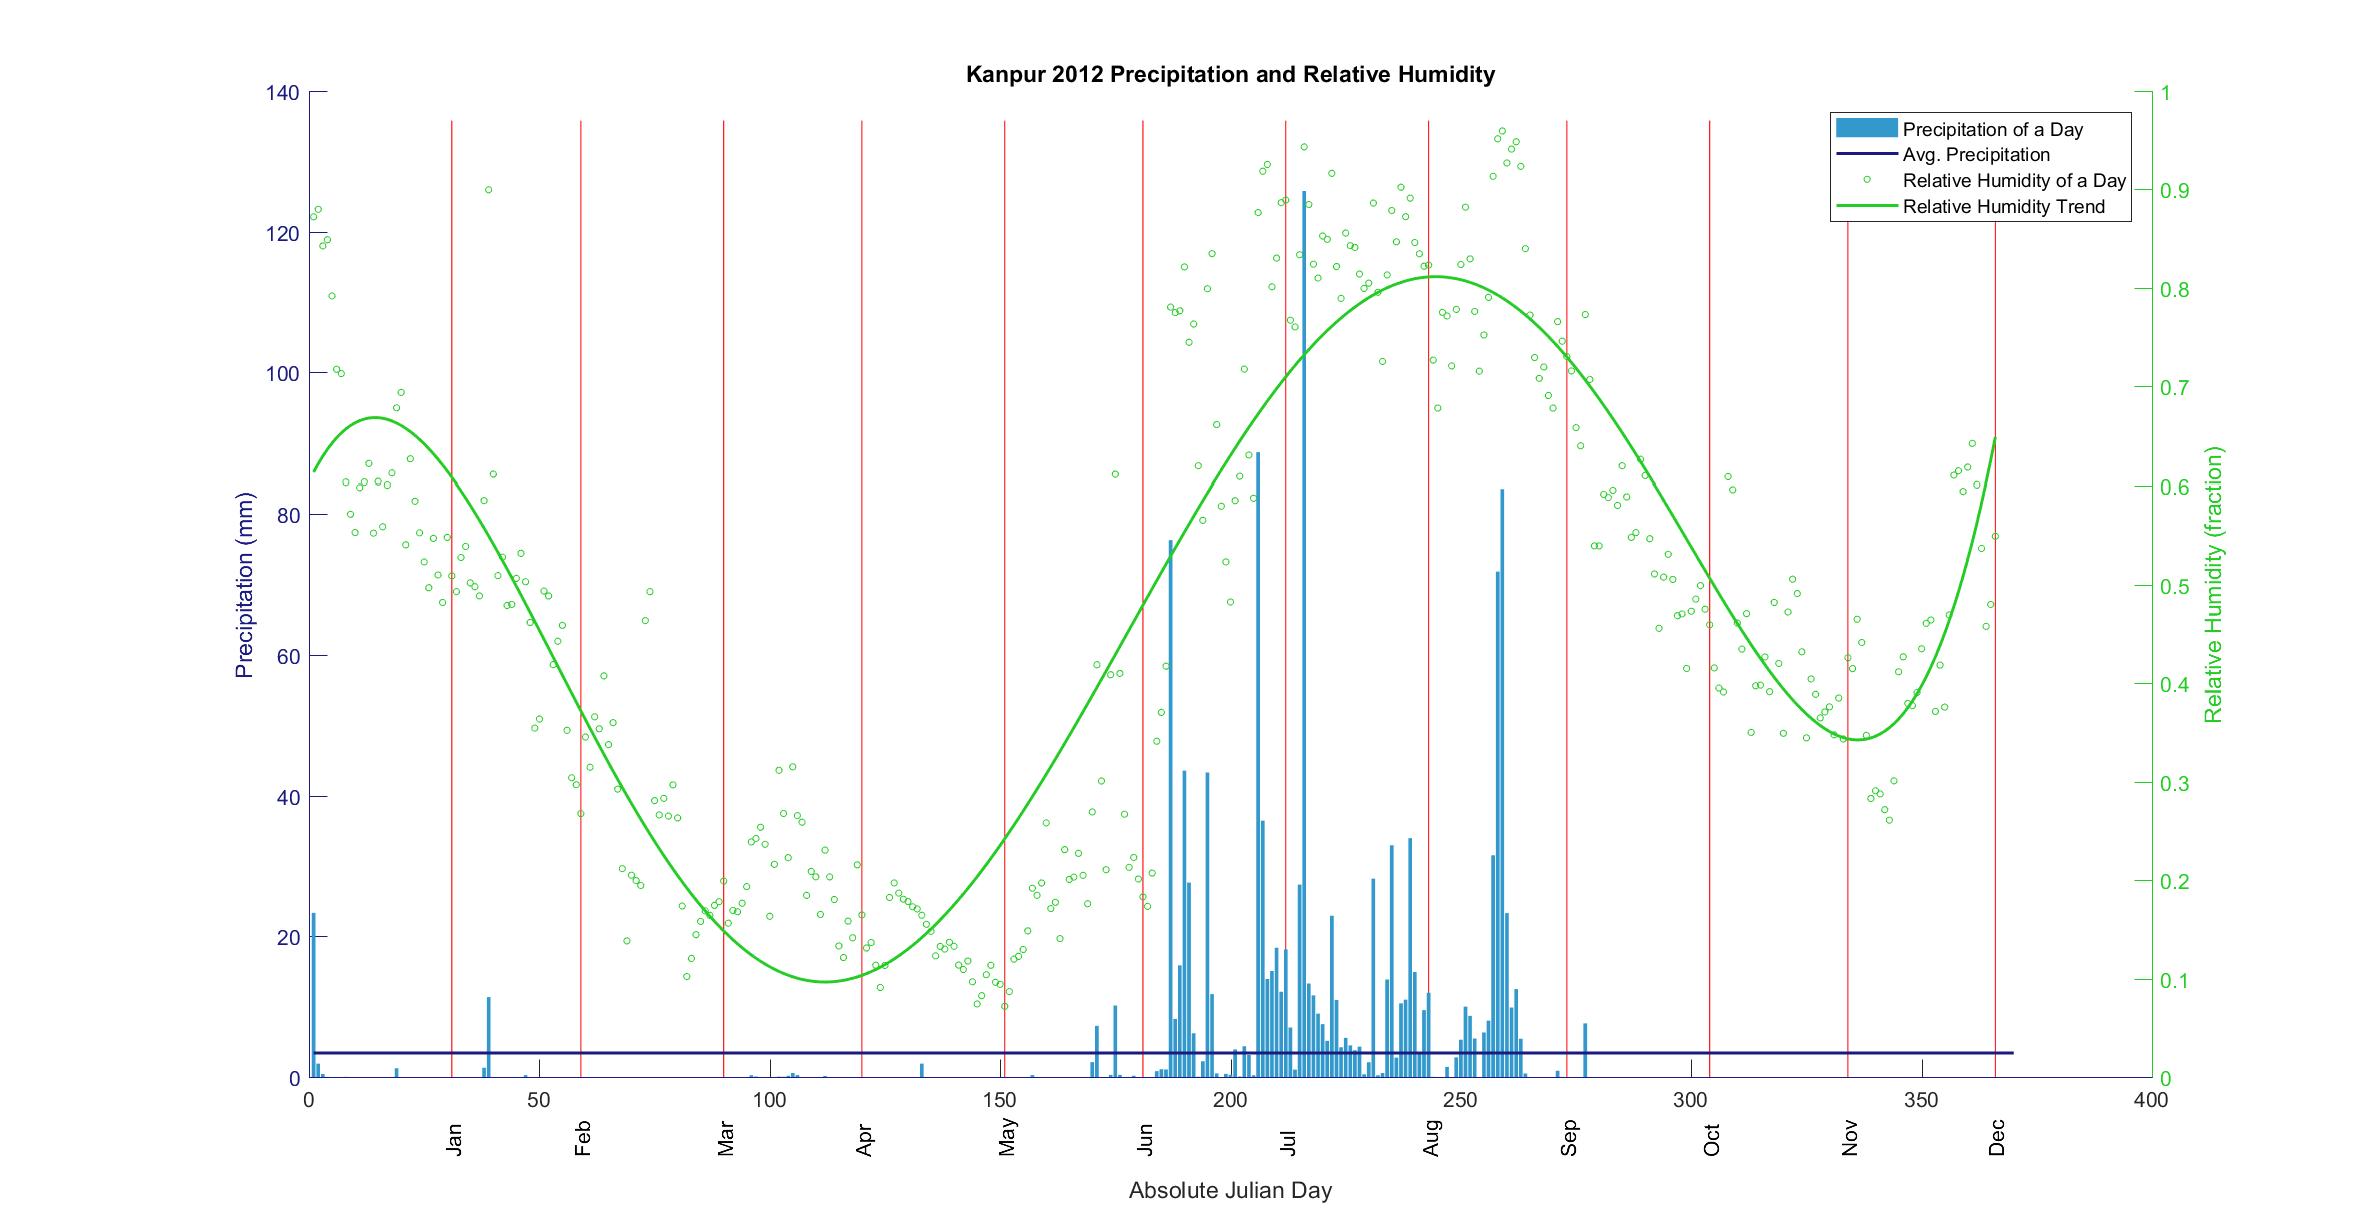 Kanpur 2012 Precipitation and Relative Humidity
140
120
100
80
60
40
20
0
Precipitation (mm)
1
0.9
0.8
0.7
0.6
0.5
0.4
0.3
0.2
0.1
0
Relative Humidity (fraction)
Precipitation of a Day
Avg. Precipitation
Relative Humidity of a Day
Relative Humidity Trend
0 50 100 150 200 250 300 350 400
Jan Feb Mar Apr May Jun Jul Aug Sep Oct Nov Dec
Absolute Julian Day